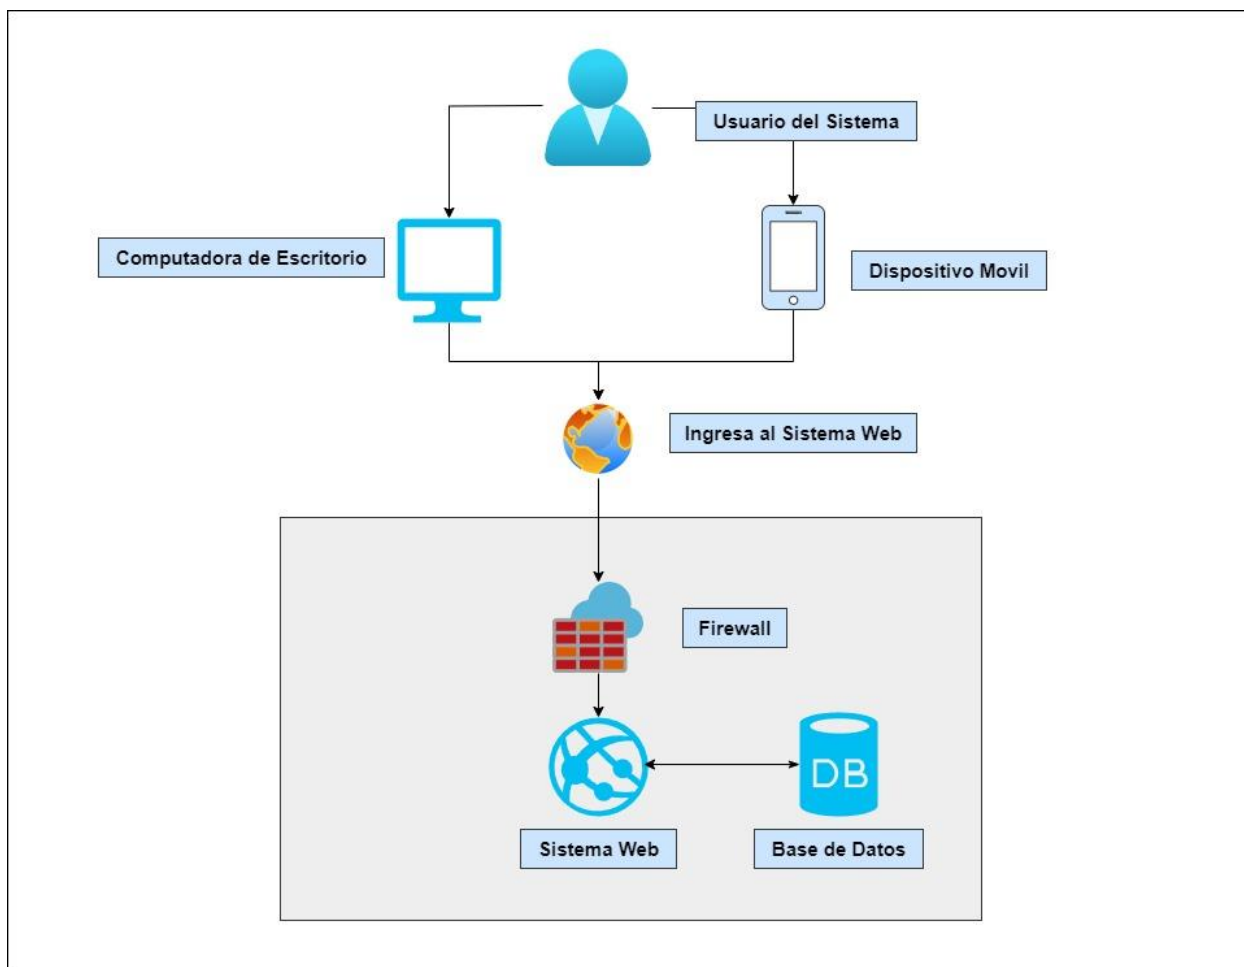 Usuario del Sistema
Computadora de Escritorio
Dispositivo Movil
Ingresa al Sistema Web
Firewall
DB
Sistema Web
Base de Datos